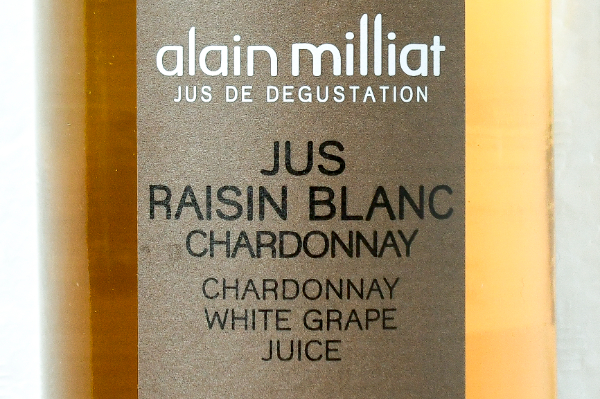 alain milliat
JUS DE DEGUSTATION
JUS
RAISIN BLANC
CHARDONNAY
CHARDONNAY
WHITE GRAPE
JUICE